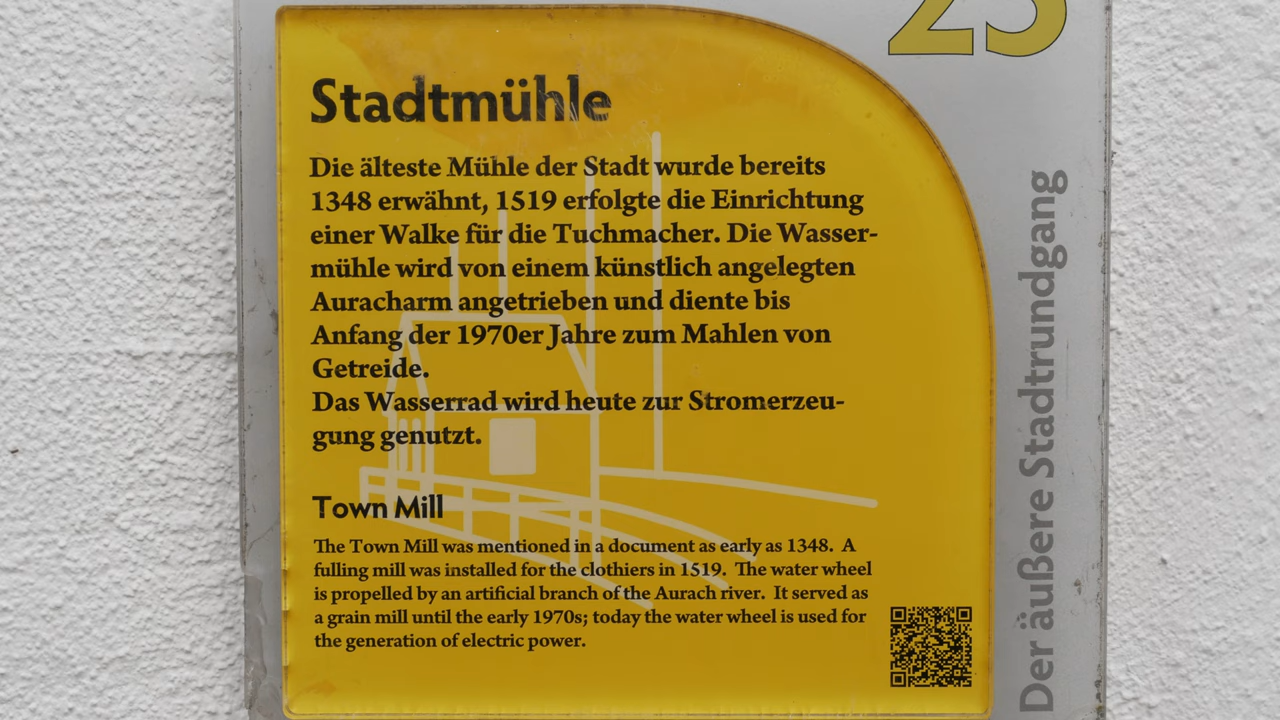 23
Stadtmühle
Die älteste Mühle der Stadt wurde bereits
1348 erwähnt, 1519 erfolgte die Einrichtung
einer Walke für die Tuchmacher. Die Wasser-
mühle wird von einem künstlich angelegten
Auracharm angetrieben und diente bis
Anfang der 1970er Jahre zum Mahlen von
Getreide.
Das Wasserrad wird heute zur Stromerzeu-
gung genutzt.
Town Mill
The Town Mill was mentioned in a document as early as 1348. A
fulling mill was installed for the clothiers in 1519. The water wheel
is propelled by an artificial branch of the Aurach river. It served as
a grain mill until the early 1970s; today the water wheel is used for
the generation of electric power.
Der äußere Stadtrundgang